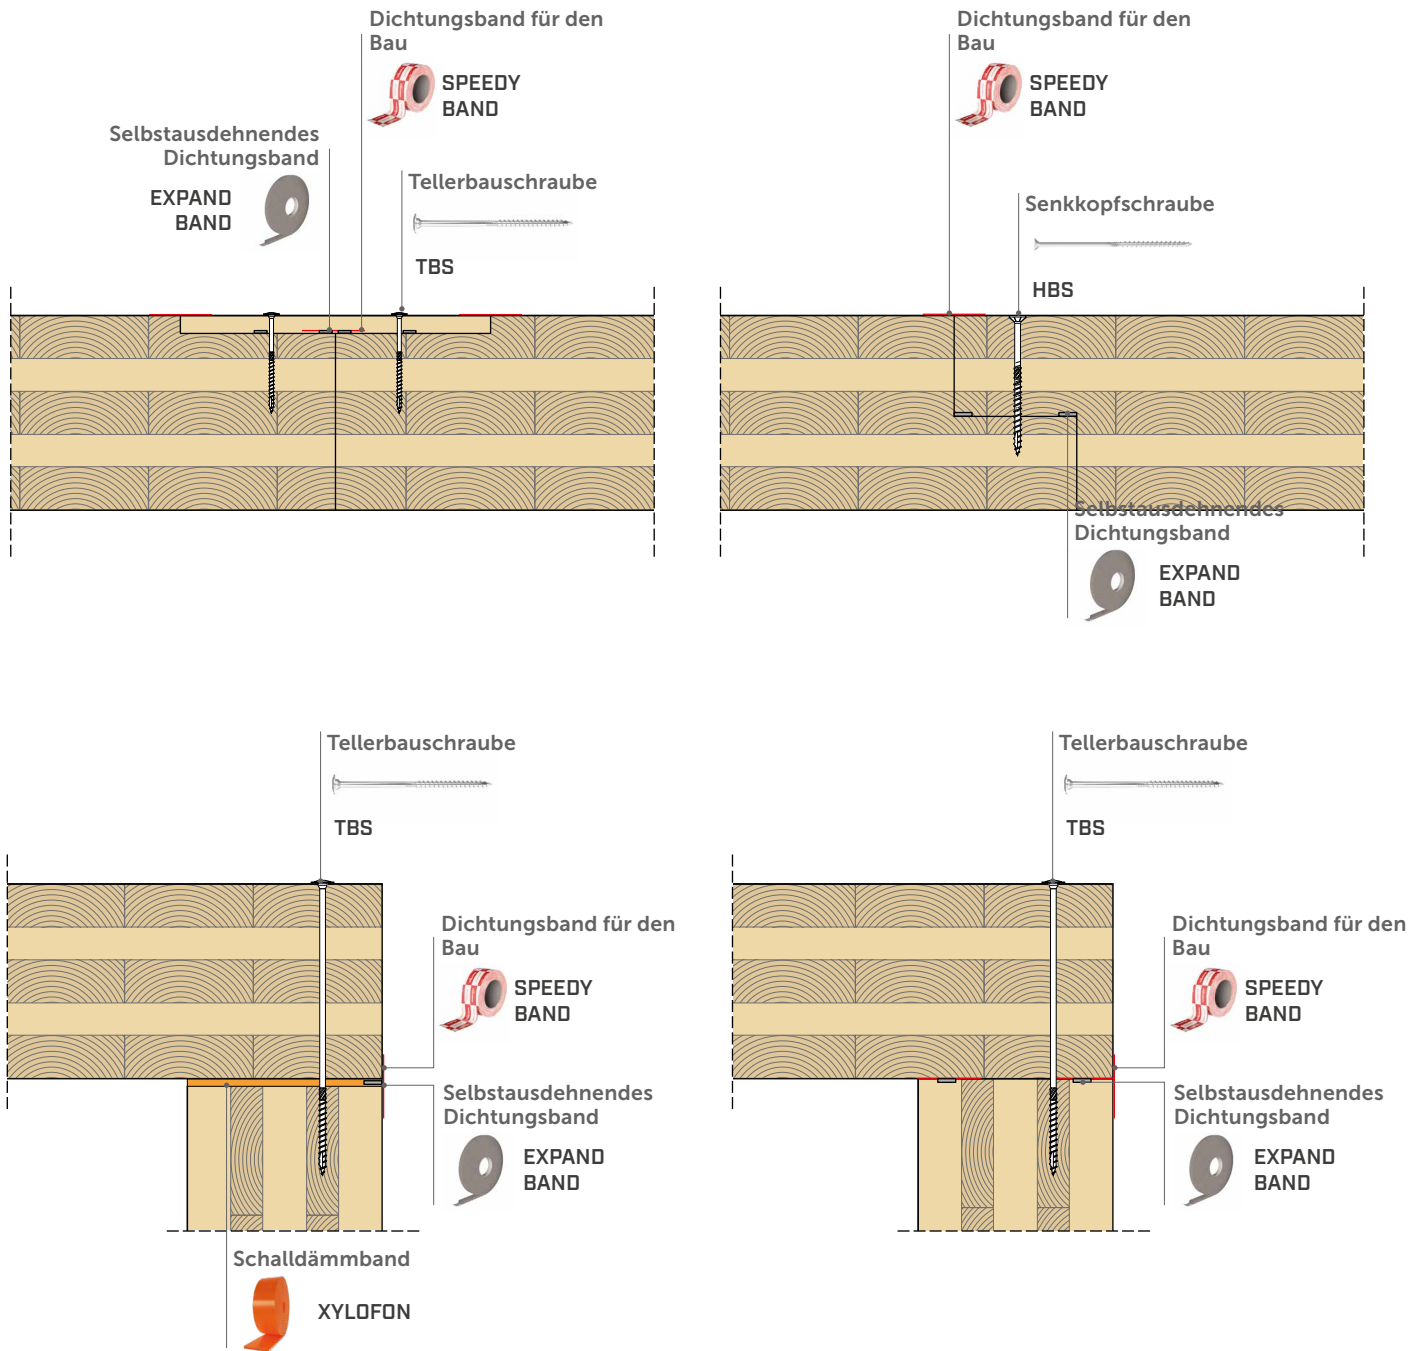 Dichtungsband für den
Bau
SPEEDY
BAND
Selbstausdehnendes
Dichtungsband
EXPAND
BAND
Tellerbauschraube
TBS
Dichtungsband für den
Bau
SPEEDY
BAND
Senkkopfschraube
HBS
Selbstausdehnendes
Dichtungsband
EXPAND
BAND
Tellerbauschraube
TBS
Dichtungsband für den
Bau
SPEEDY
BAND
Selbstausdehnendes
Dichtungsband
EXPAND
BAND
Schalldämmband
XYLOFON
Tellerbauschraube
TBS
Dichtungsband für den
Bau
SPEEDY
BAND
Selbstausdehnendes
Dichtungsband
EXPAND
BAND